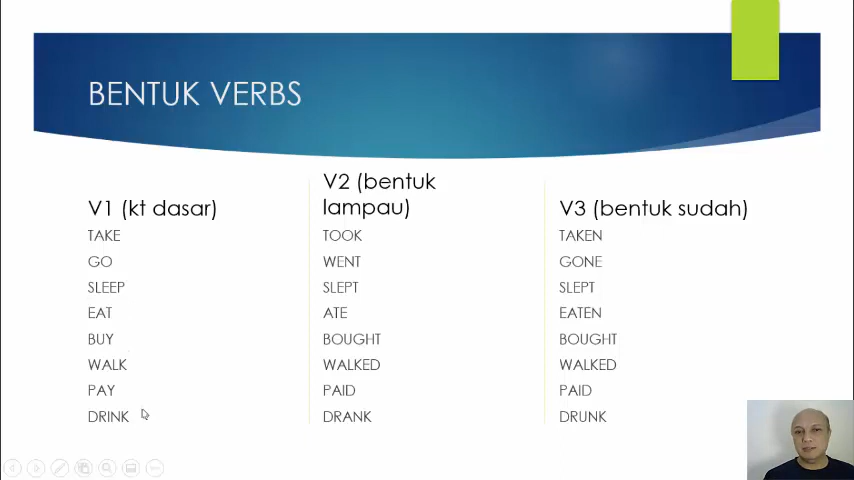 BENTUK VERBS
V1 (kt dasar)
TAKE
GO
SLEEP
EAT
BUY
WALK
PAY
DRINK
V2 (bentuk
lampau)
TOOK
WENT
SLEPT
ATE
BOUGHT
WALKED
PAID
DRANK
V3 (bentuk sudah)
TAKEN
GONE
SLEPT
EATEN
BOUGHT
WALKED
PAID
DRUNK